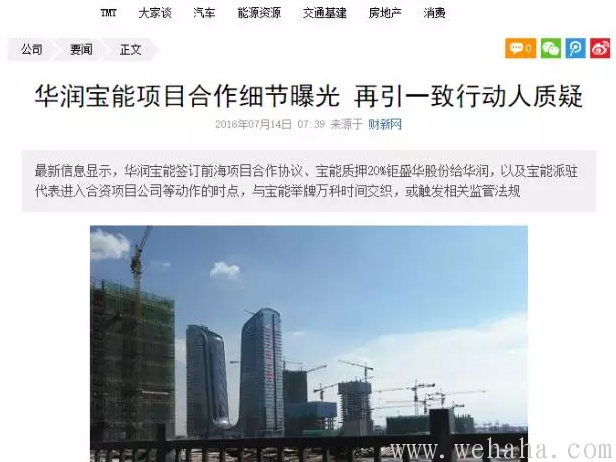 TMT 大家谈 汽车 能源资源 交通基建 房地产 消费
公司 要闻 正文 0
华润宝能项目合作细节曝光 再引一致行动人质疑
2016年07月14日 07:39 来源于 财新网
最新信息显示，华润宝能签订前海项目合作协议、宝能质押20%钜盛华股份给华润，以及宝能派驻
代表进入合资项目公司等动作的时点，与宝能举牌万科时间交织，或触发相关监管法规
www.wehaha.com